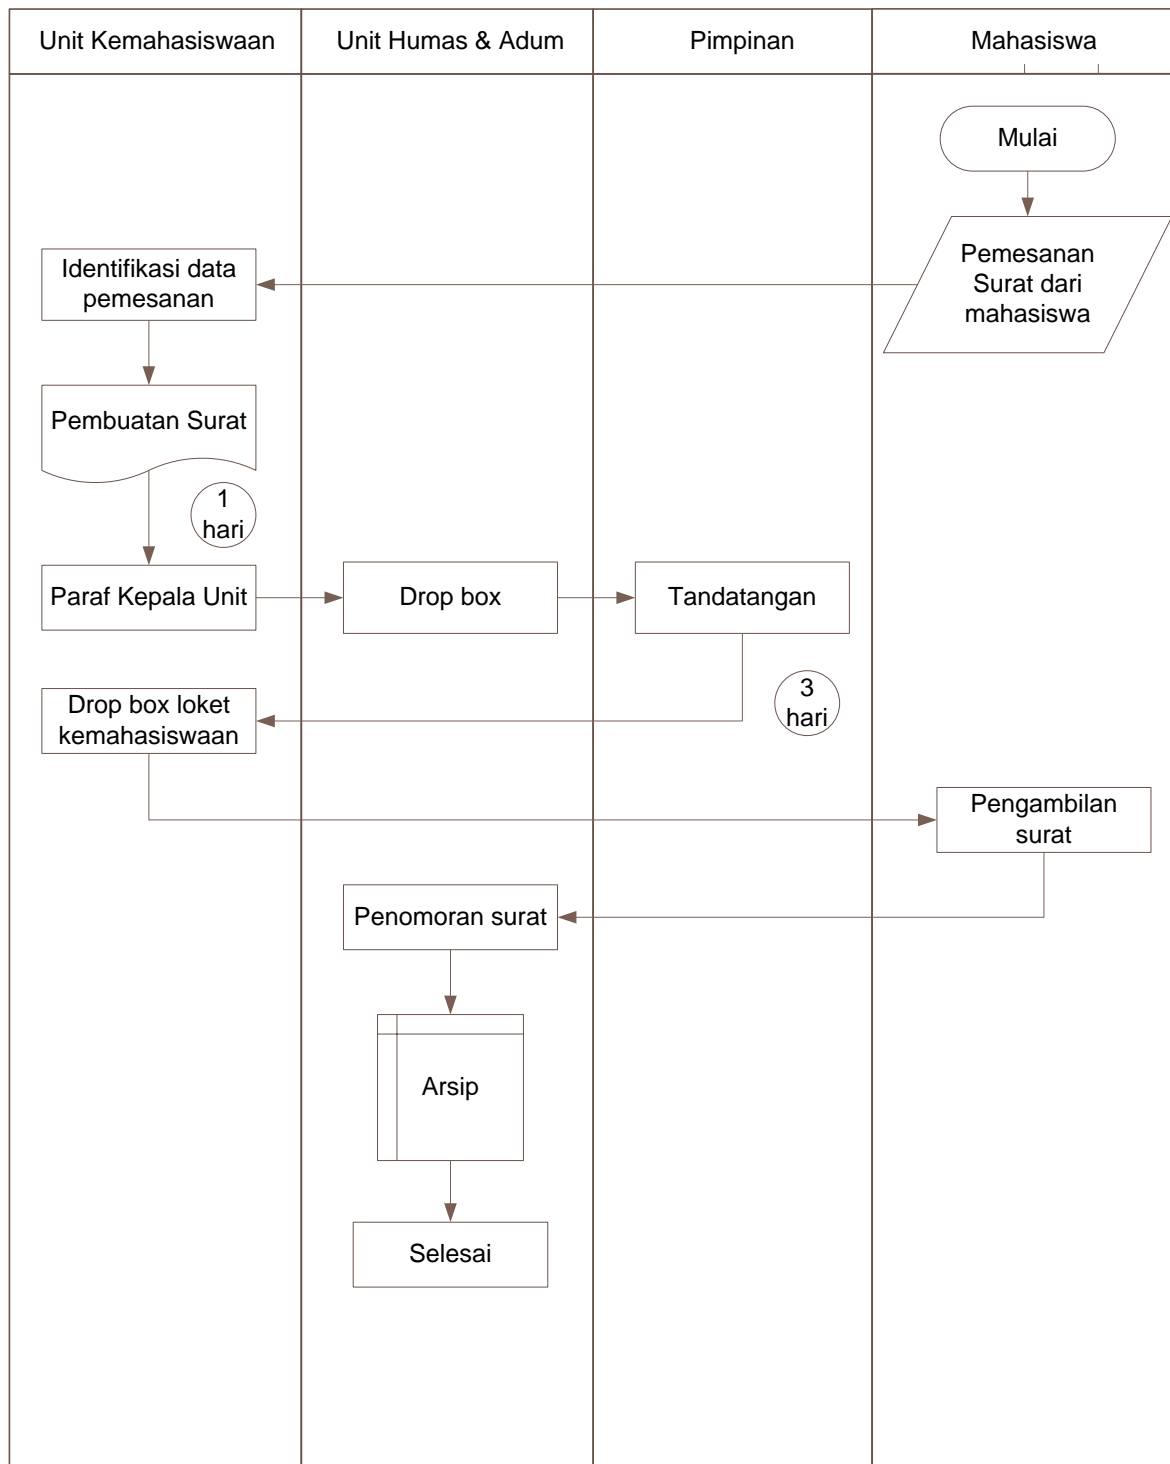 Unit Kemahasiswaan
Unit Humas & Adum
Pimpinan
Mahasiswa
Mulai
Pemesanan
Surat dari
mahasiswa
Identifikasi data
pemesanan
Pembuatan Surat
1
hari
Paraf Kepala Unit
Drop box
Tandatangan
3
hari
Drop box loket
kemahasiswaan
Pengambilan
surat
Penomoran surat
Arsip
Selesai